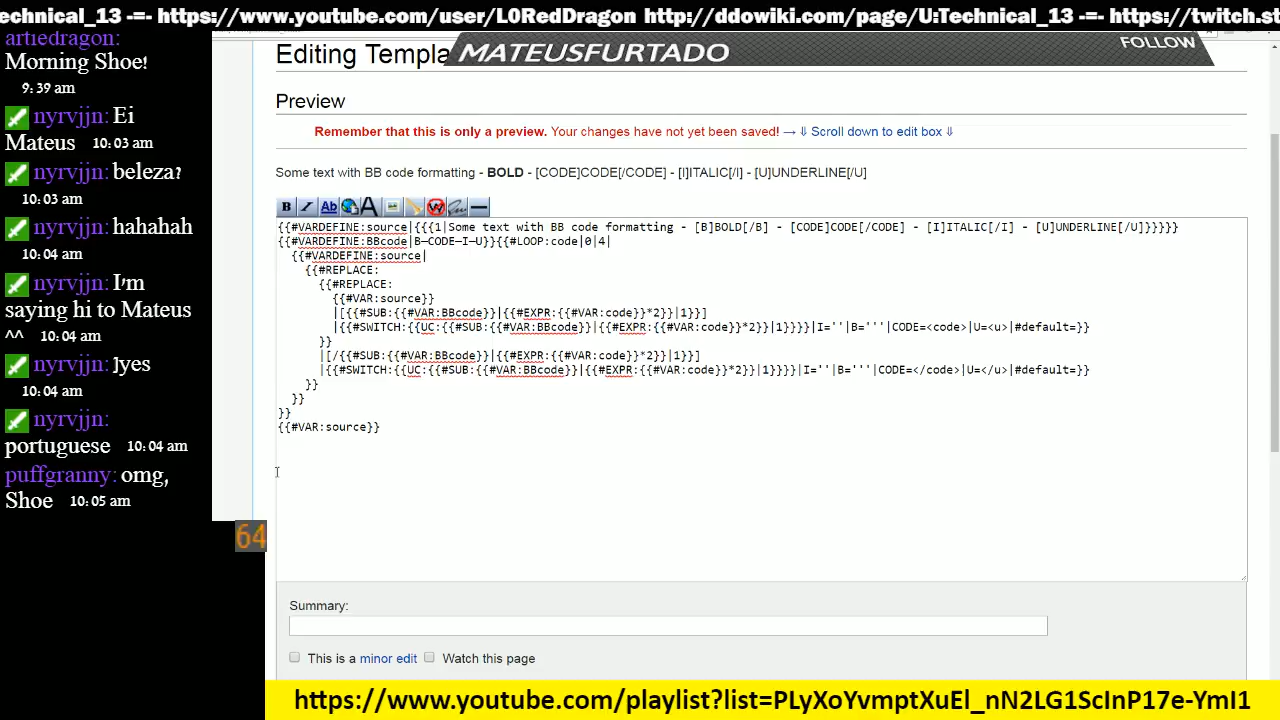 echnical_13 -=- https://www.youtube.com/user/L0RedDragon http://ddowiki.com/page/U:Technical_13 -=- https://twitch.st
artiedragon:
Morning Shoe!
9:39 am
nyrvjjn: Ei
Mateus 10:03 am
nyrvjjn: beleza?
10:03 am
nyrvjjn: hahahah
10:04 am
nyrvjjn: I'm
saying hi to Mateus
^^ 10:04 am
nyrvjjn: ]yes
10:04 am
nyrvjjn:
portuguese 10:04 am
puffgranny: omg,
Shoe 10:05 am
64
Editing Templa
MATEUSFURTADO
FOLLOW
Preview
Remember that this is only a preview. Your changes have not yet been saved! → ⇓ Scroll down to edit box ⇓
Some text with BB code formatting - BOLD - [CODE]CODE[/CODE] - [I]ITALIC[/I] - [U]UNDERLINE[/U]
B I Ab A
{{#VARDEFINE:source|{{{1|Some text with BB code formatting - [B]BOLD[/B] - [CODE]CODE[/CODE] - [I]ITALIC[/I] - [U]UNDERLINE[/U]}}}}}
{{#VARDEFINE:BBcode|B—CODE—I—U}}{{#LOOP:code|0|4|
{{#VARDEFINE:source|
{{#REPLACE:
{{#REPLACE:
{{#VAR:source}}
|[{{#SUB:{{#VAR:BBcode}}|{{#EXPR:{{#VAR:code}}*2}}|1}}]
|{{#SWITCH:{{UC:{{#SUB:{{#VAR:BBcode}}|{{#EXPR:{{#VAR:code}}*2}}|1}}}}|I=''|B='''|CODE=<code>|U=<u>|#default=}}
}}
|[/{{#SUB:{{#VAR:BBcode}}|{{#EXPR:{{#VAR:code}}*2}}|1}}]
|{{#SWITCH:{{UC:{{#SUB:{{#VAR:BBcode}}|{{#EXPR:{{#VAR:code}}*2}}|1}}}}|I=''|B='''|CODE=</code>|U=</u>|#default=}}
}}
}}
}}
{{#VAR:source}}
Summary:
This is a minor edit Watch this page
https://www.youtube.com/playlist?list=PLyXoYvmptXuEl_nN2LG1ScInP17e-YmI1